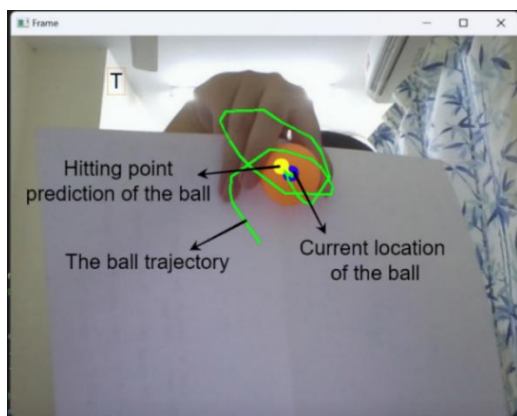 Frame
T
Hitting point
prediction of the ball
The ball trajectory
Current location
of the ball